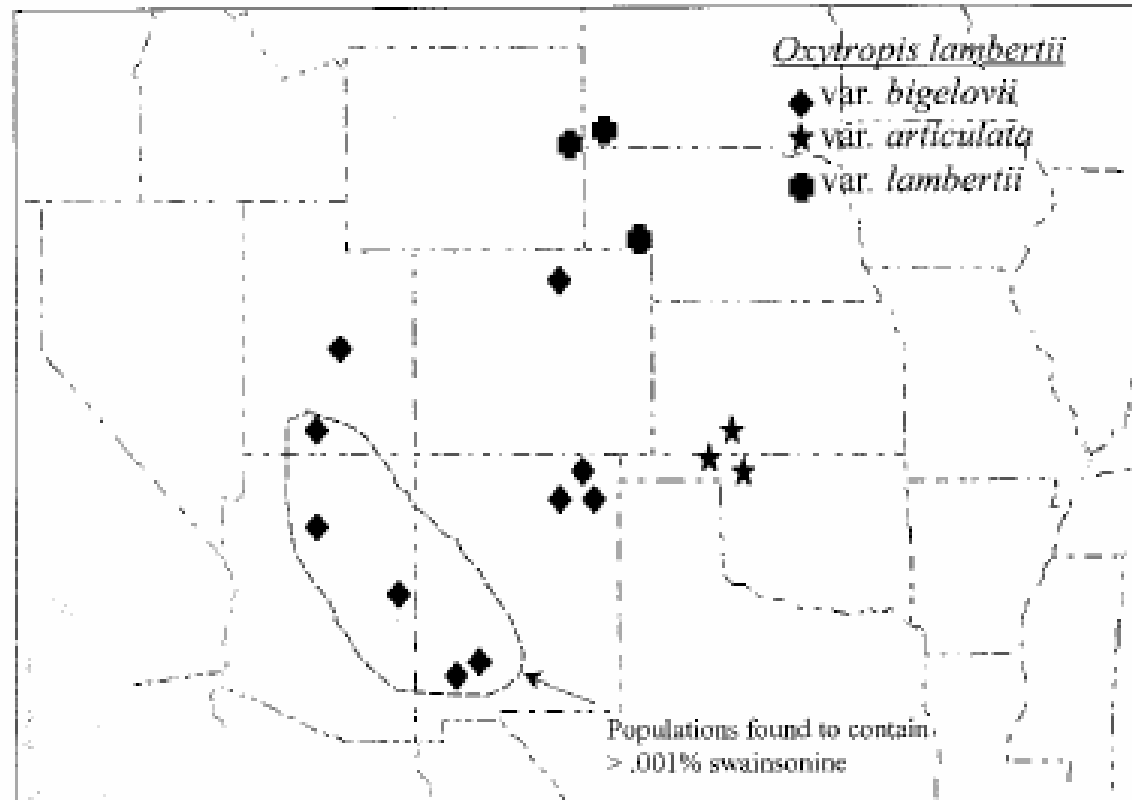 Oxytropis lambertii
var. bigelovii
var. articulata
var. lambertii
Populations found to contain
> .001% swainsonine